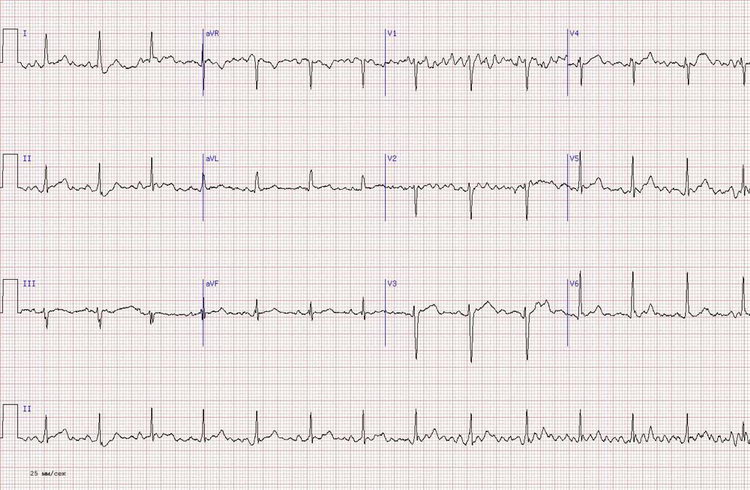 I aVR V1 V4
II aVL V2 V5
III aVF V3 V6
II
25 мм/сек